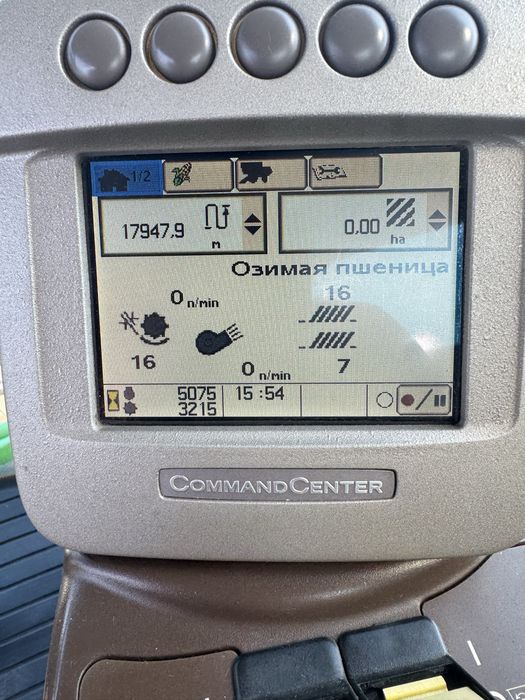 1/2
17947,9
m
0,00
ha
Озимая пшеница
0 n/min
16
16
0 n/min
7
5075
3215
15:54
COMMANDCENTER